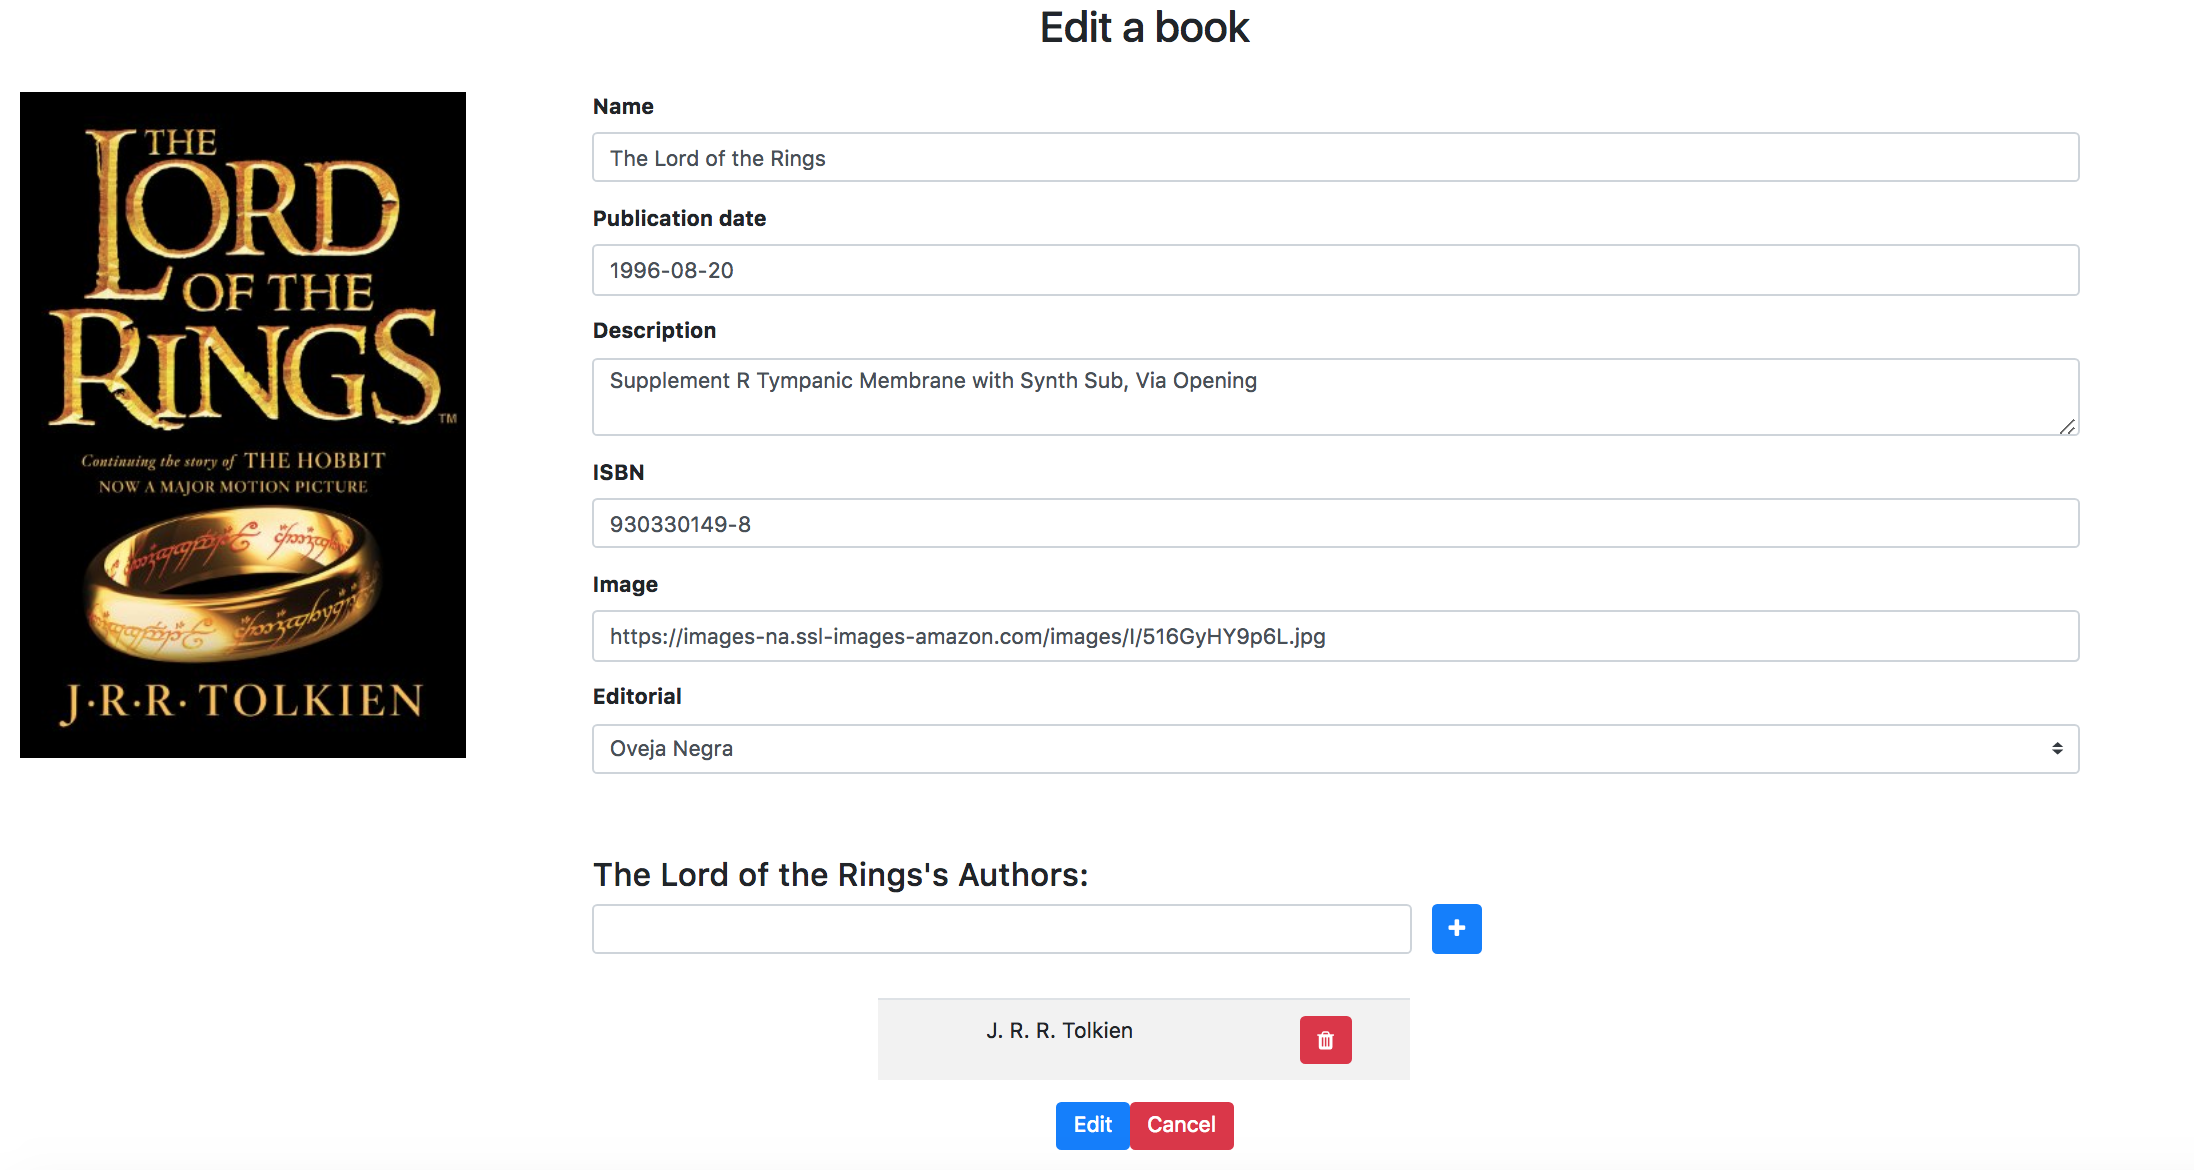 Edit a book
THE
LORD
OF THE
RINGS™
Continuing the story of THE HOBBIT
NOW A MAJOR MOTION PICTURE
J·R·R·TOLKIEN
Name
The Lord of the Rings
Publication date
1996-08-20
Description
Supplement R Tympanic Membrane with Synth Sub, Via Opening
ISBN
930330149-8
Image
https://images-na.ssl-images-amazon.com/images/I/516GyHY9p6L.jpg
Editorial
Oveja Negra
The Lord of the Rings's Authors:
+
J. R. R. Tolkien
Edit
Cancel